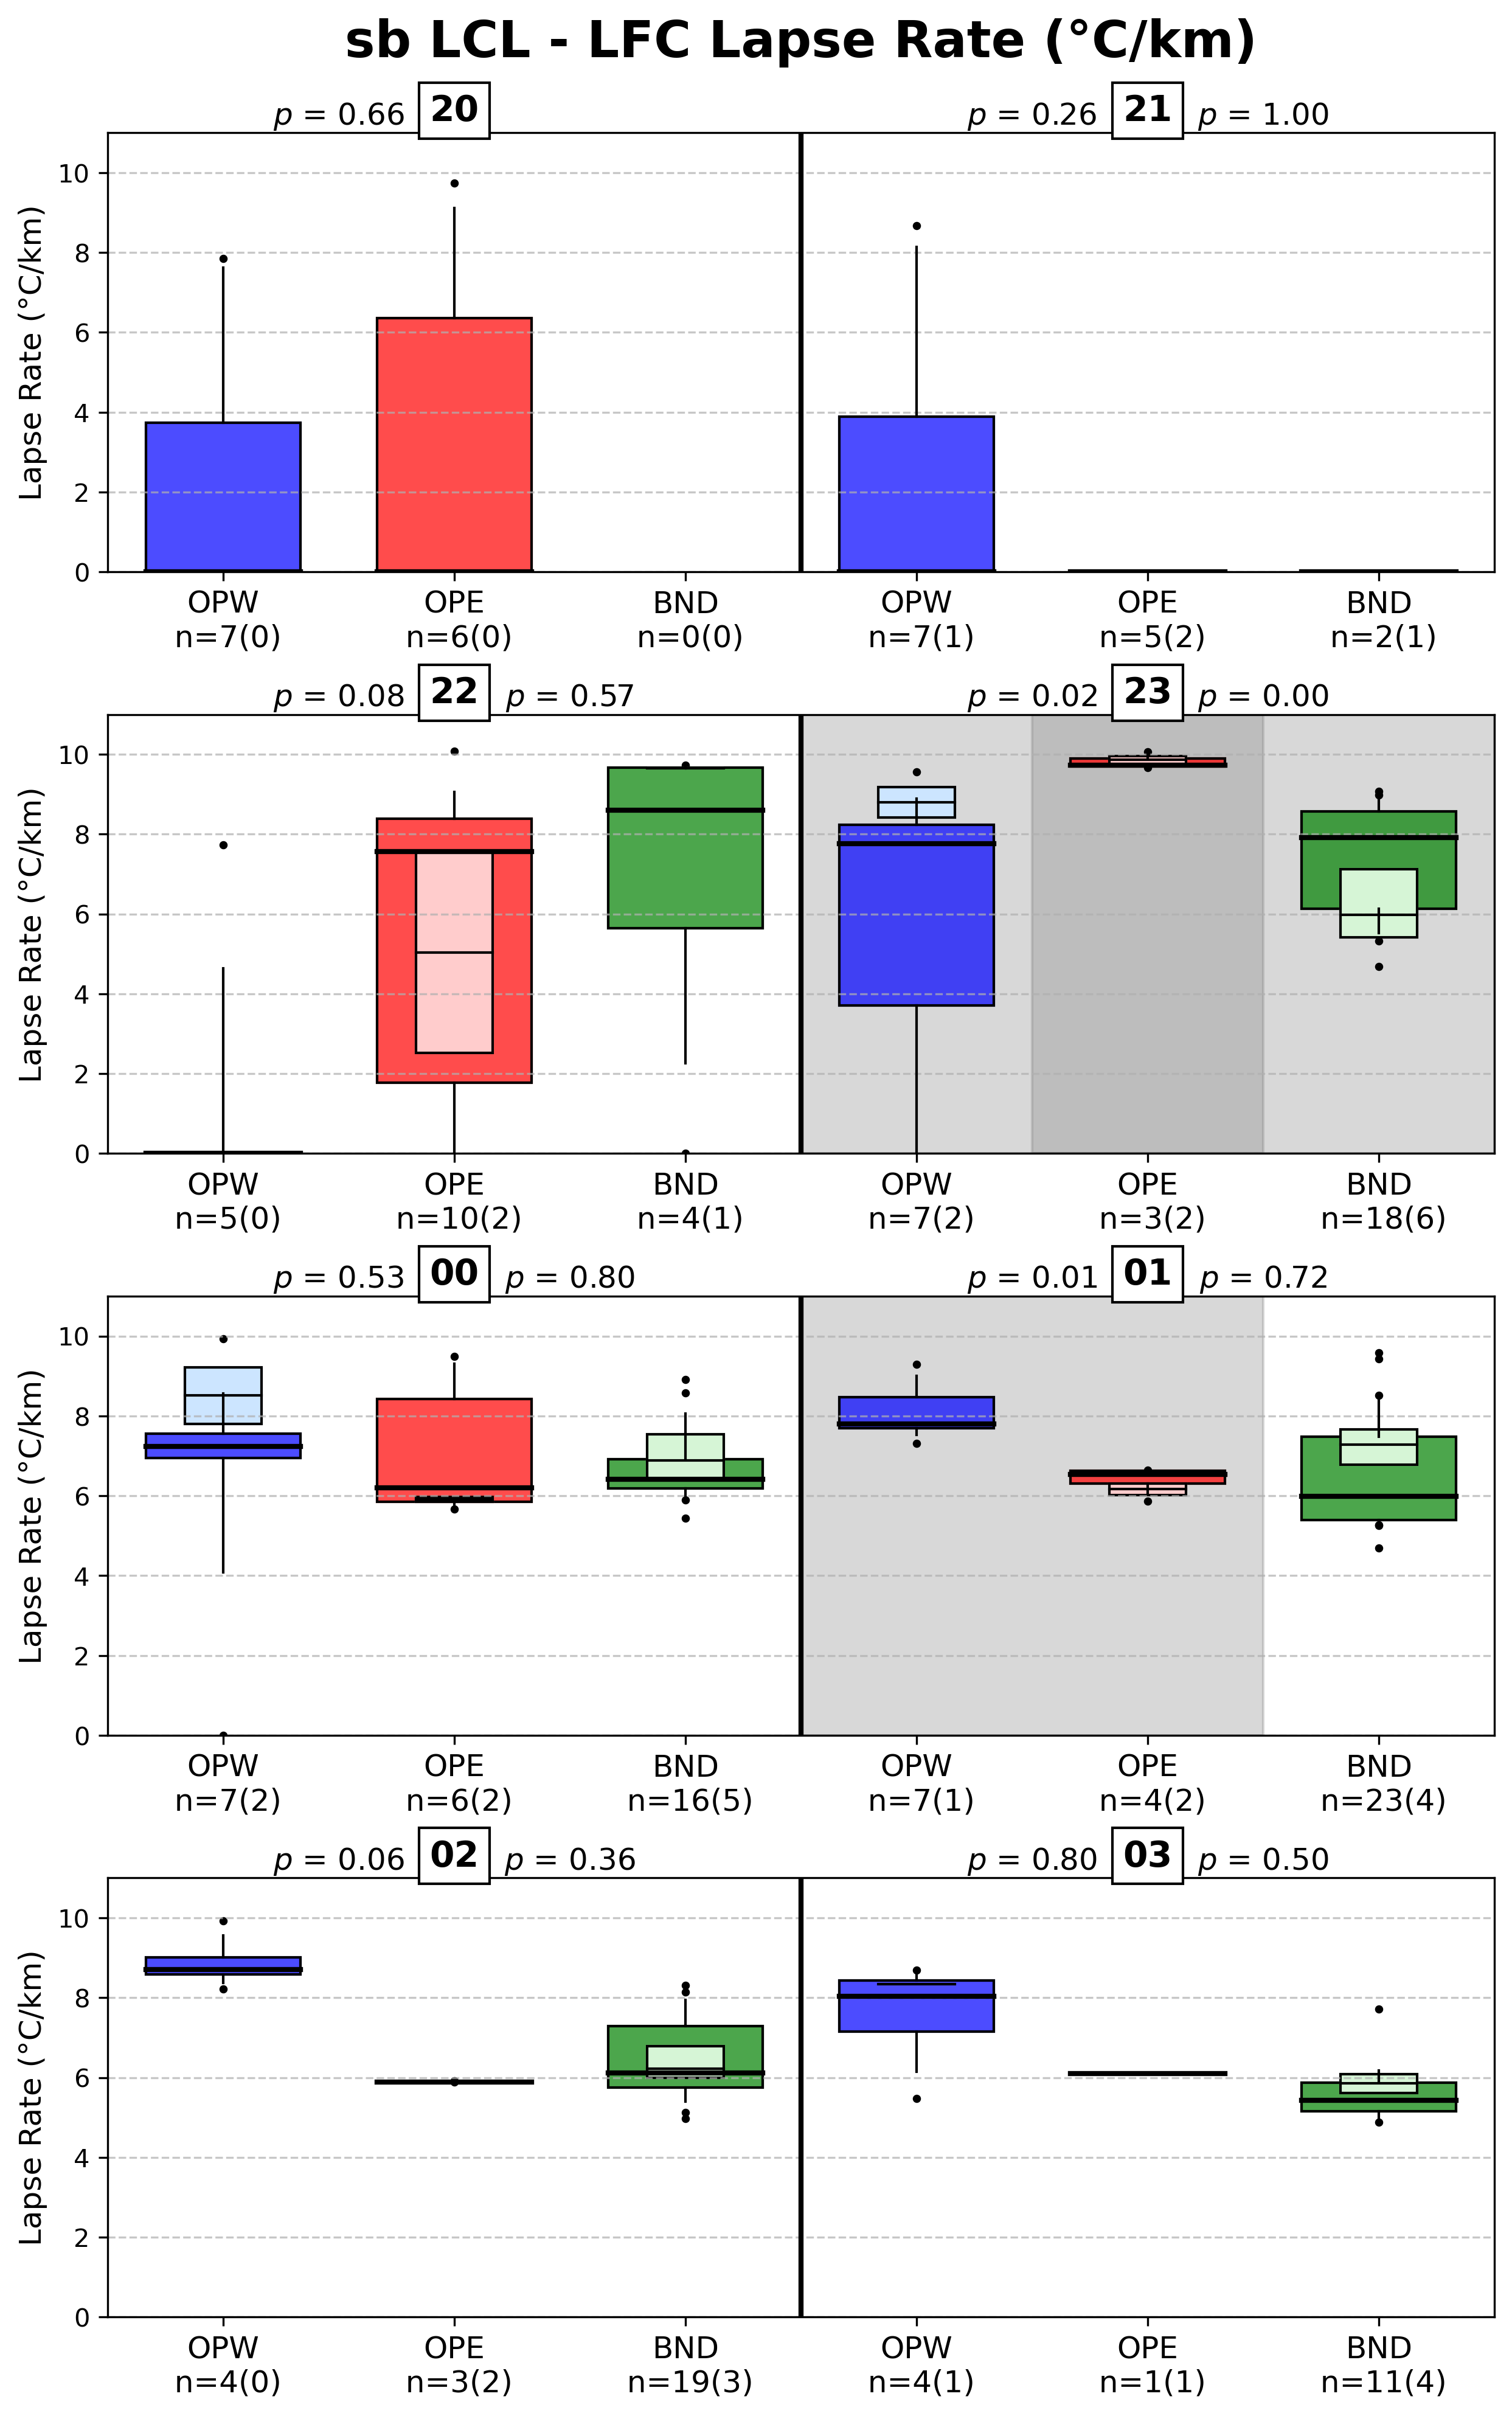 sb LCL - LFC Lapse Rate (°C/km)
p = 0.66 20
p = 0.26 21 p = 1.00
Lapse Rate (°C/km)
10
8
6
4
2
0
OPW OPE BND OPW OPE BND
n=7(0) n=6(0) n=0(0) n=7(1) n=5(2) n=2(1)
p = 0.08 22 p = 0.57
p = 0.02 23 p = 0.00
Lapse Rate (°C/km)
10
8
6
4
2
0
OPW OPE BND OPW OPE BND
n=5(0) n=10(2) n=4(1) n=7(2) n=3(2) n=18(6)
p = 0.53 00 p = 0.80
p = 0.01 01 p = 0.72
Lapse Rate (°C/km)
10
8
6
4
2
0
OPW OPE BND OPW OPE BND
n=7(2) n=6(2) n=16(5) n=7(1) n=4(2) n=23(4)
p = 0.06 02 p = 0.36
p = 0.80 03 p = 0.50
Lapse Rate (°C/km)
10
8
6
4
2
0
OPW OPE BND OPW OPE BND
n=4(0) n=3(2) n=19(3) n=4(1) n=1(1) n=11(4)